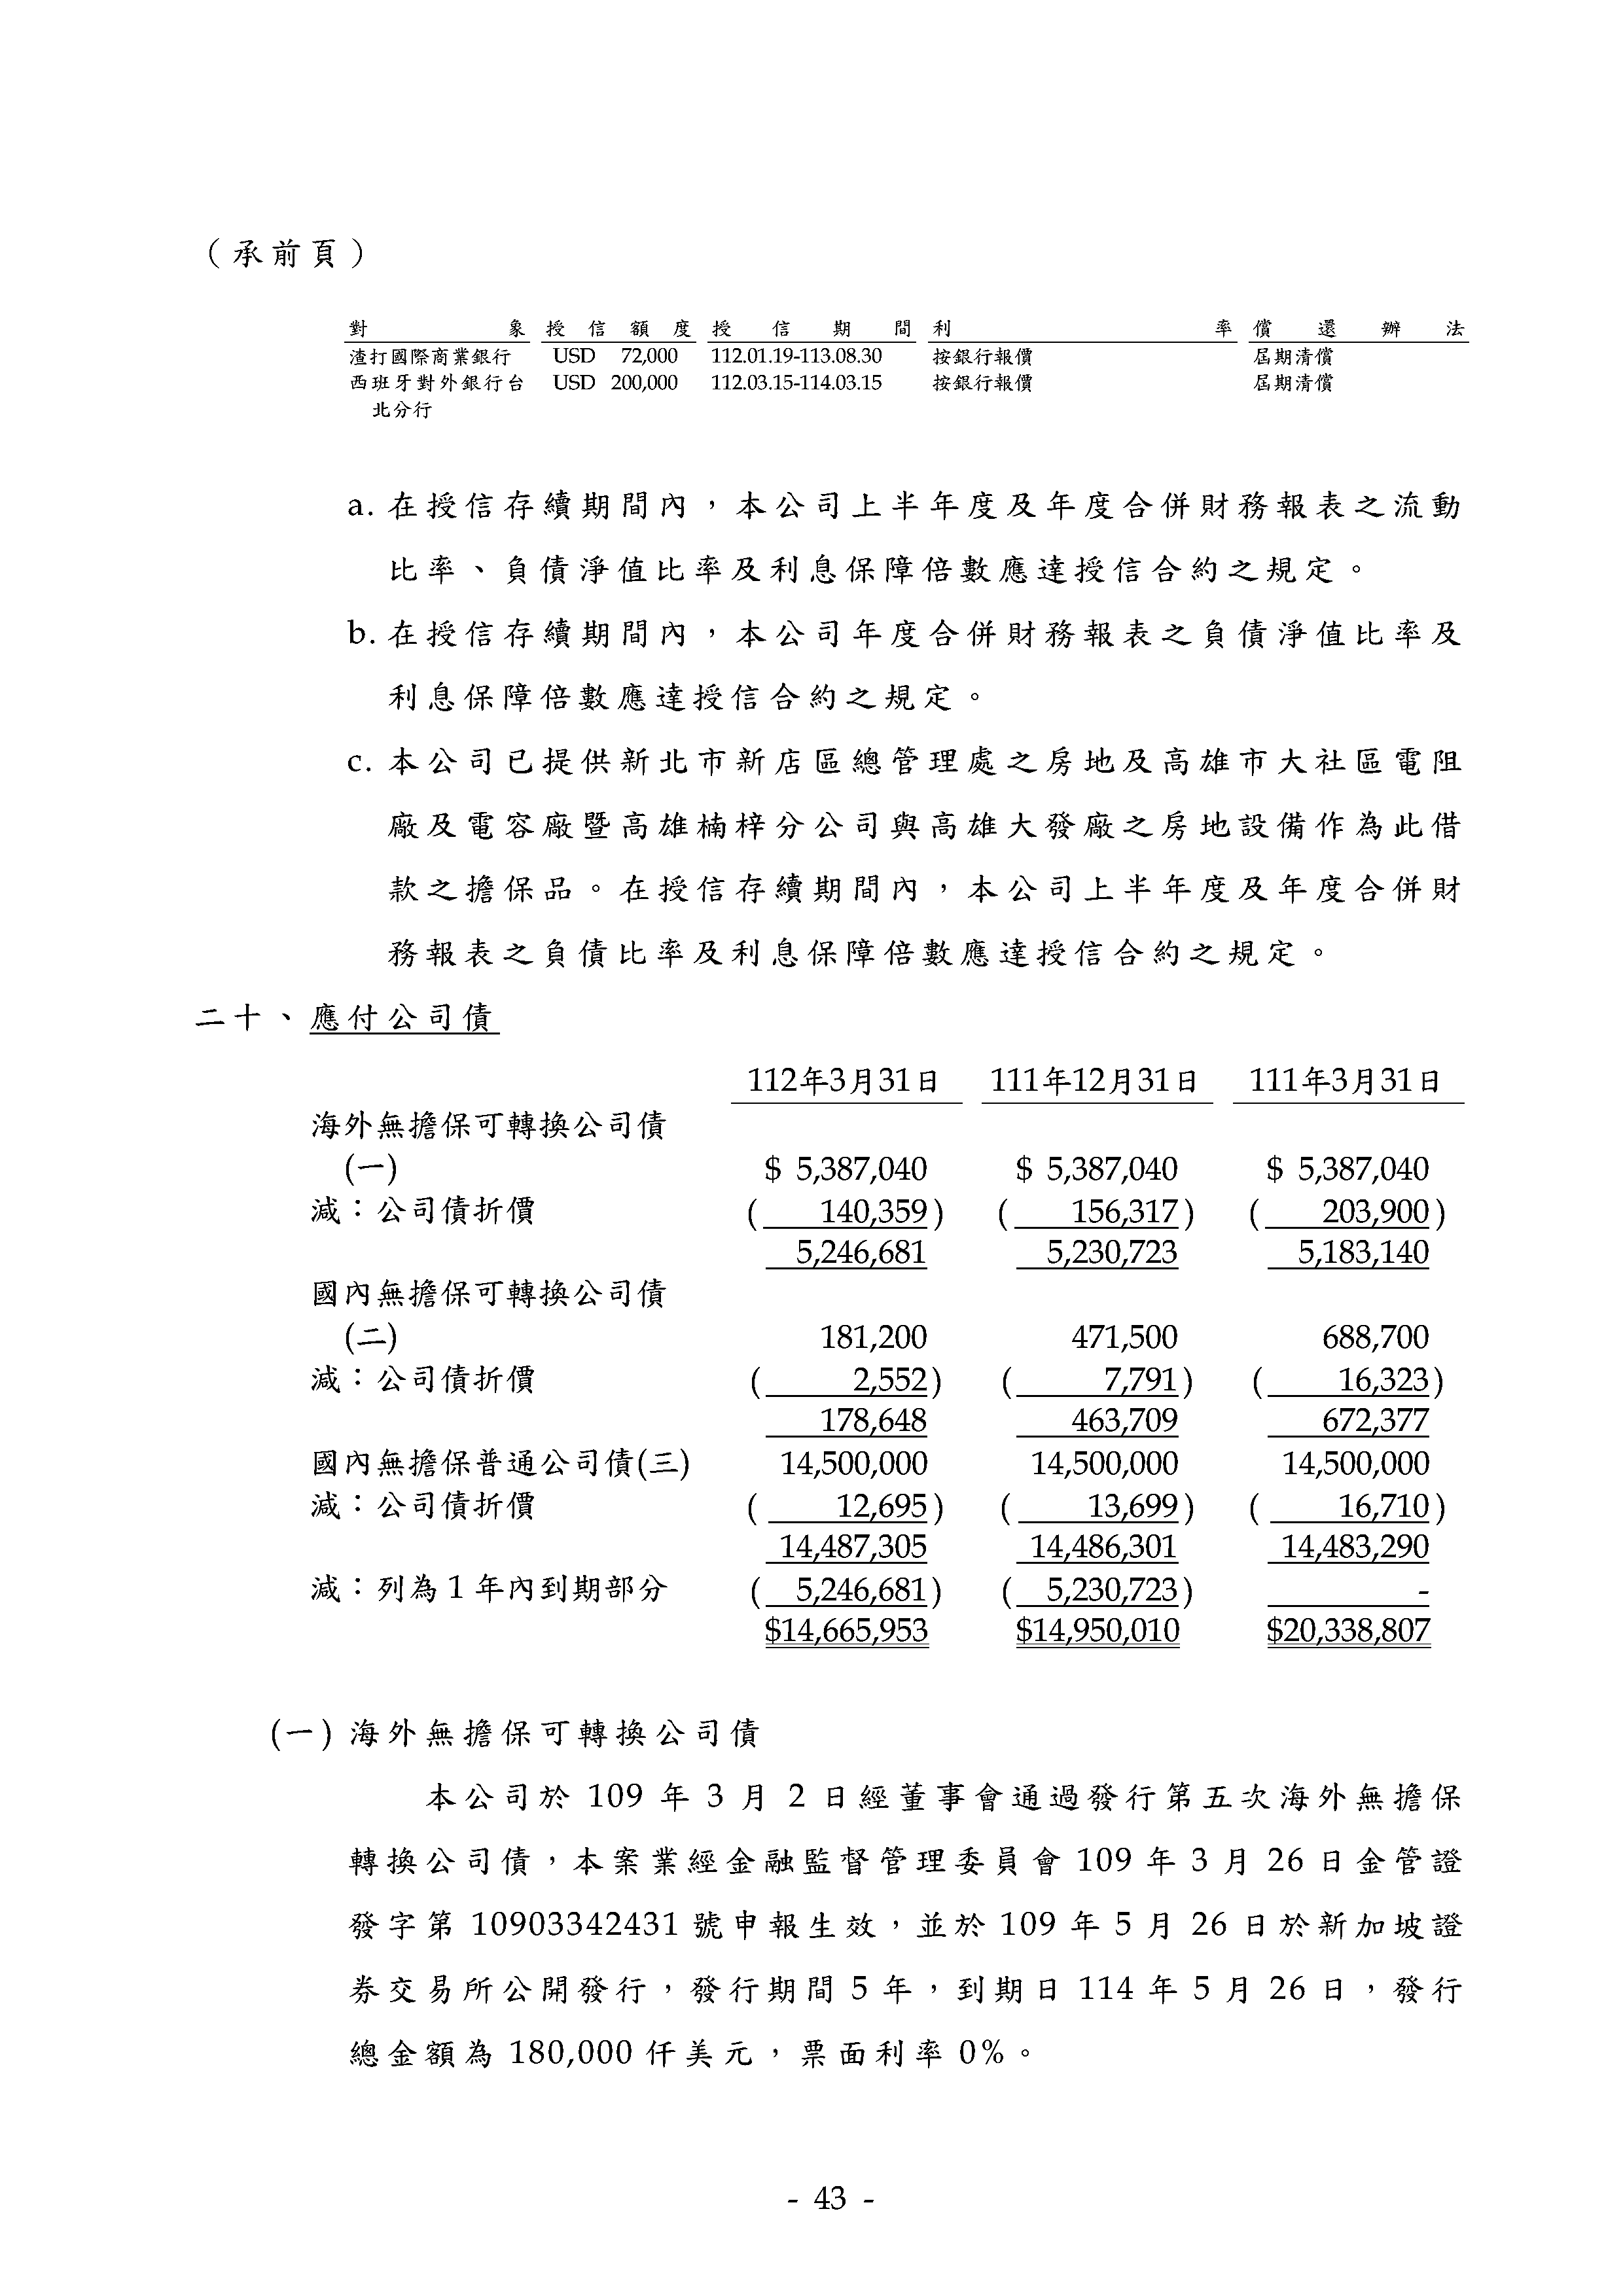 （承前頁）
對象 授信額度 授信期間 利率 償還辦法
渣打國際商業銀行 USD 72,000 112.01.19-113.08.30 按銀行報價 屆期清償
西班牙對外銀行台 USD 200,000 112.03.15-114.03.15 按銀行報價 屆期清償
北分行
a. 在授信存續期間內，本公司上半年度及年度合併財務報表之流動
比率、負債淨值比率及利息保障倍數應達授信合約之規定。
b. 在授信存續期間內，本公司年度合併財務報表之負債淨值比率及
利息保障倍數應達授信合約之規定。
c. 本公司已提供新北市新店區總管理處之房地及高雄市大社區電阻
廠及電容廠暨高雄楠梓分公司與高雄大發廠之房地設備作為此借
款之擔保品。在授信存續期間內，本公司上半年度及年度合併財
務報表之負債比率及利息保障倍數應達授信合約之規定。
二十、應付公司債
112年3月31日 111年12月31日 111年3月31日
海外無擔保可轉換公司債
(一) $ 5,387,040 $ 5,387,040 $ 5,387,040
減：公司債折價 ( 140,359) ( 156,317) ( 203,900)
5,246,681 5,230,723 5,183,140
國內無擔保可轉換公司債
(二) 181,200 471,500 688,700
減：公司債折價 ( 2,552) ( 7,791) ( 16,323)
178,648 463,709 672,377
國內無擔保普通公司債(三) 14,500,000 14,500,000 14,500,000
減：公司債折價 ( 12,695) ( 13,699) ( 16,710)
14,487,305 14,486,301 14,483,290
減：列為1年內到期部分 ( 5,246,681) ( 5,230,723) -
$14,665,953 $14,950,010 $20,338,807
(一) 海外無擔保可轉換公司債
本公司於 109 年 3 月 2 日經董事會通過發行第五次海外無擔保
轉換公司債，本案業經金融監督管理委員會 109 年 3 月 26 日金管證
發字第 10903342431 號申報生效，並於 109 年 5 月 26 日於新加坡證
券交易所公開發行，發行期間 5 年，到期日 114 年 5 月 26 日，發行
總金額為 180,000 仟美元，票面利率 0%。
- 43 -